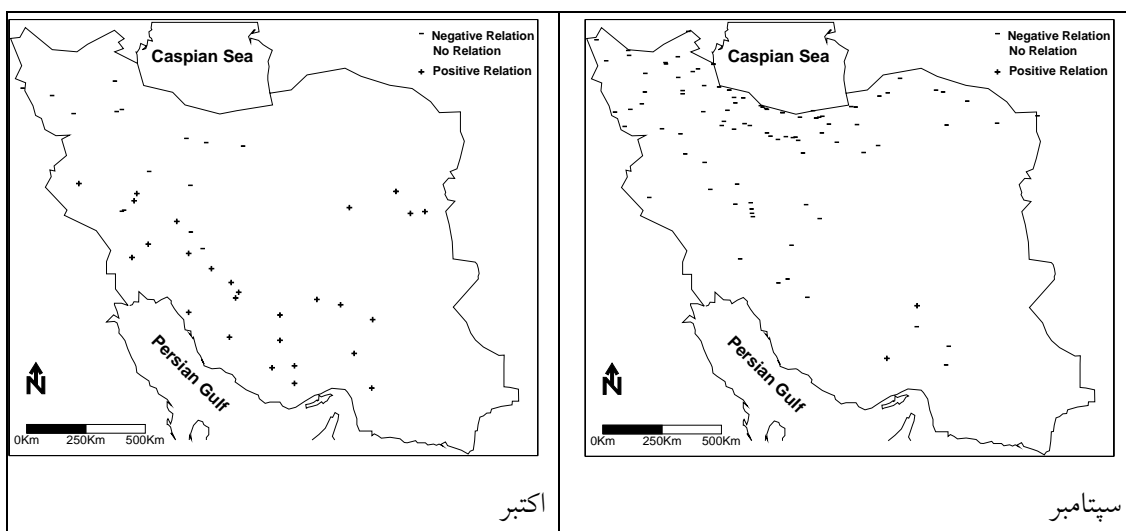 - Negative Relation
No Relation
+ Positive Relation
Caspian Sea
Persian Gulf
N
0Km 250Km 500Km
اکتبر
- Negative Relation
No Relation
+ Positive Relation
Caspian Sea
Persian Gulf
N
0Km 250Km 500Km
سپتامبر